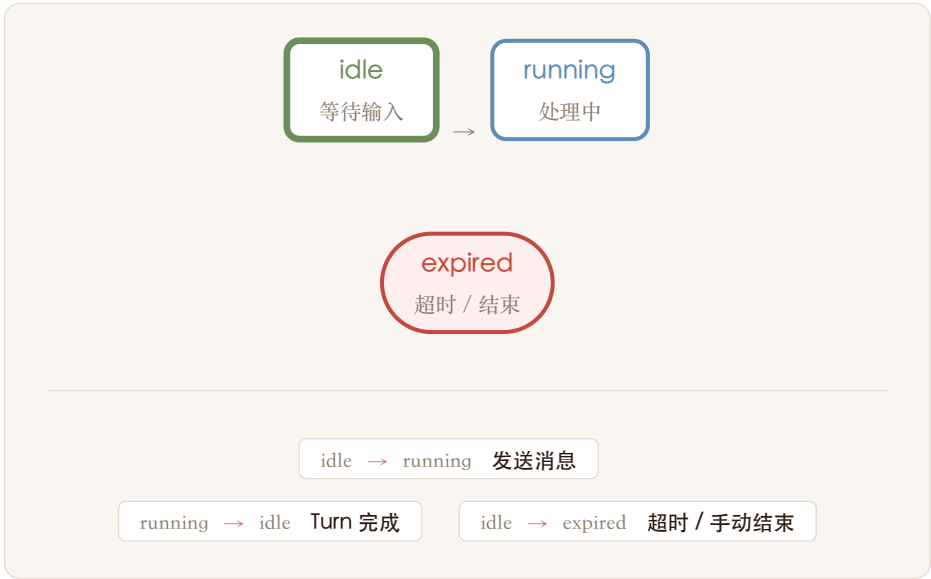 idle
等待输入
→
running
处理中
expired
超时 / 结束
idle → running 发送消息
running → idle Turn 完成
idle → expired 超时 / 手动结束